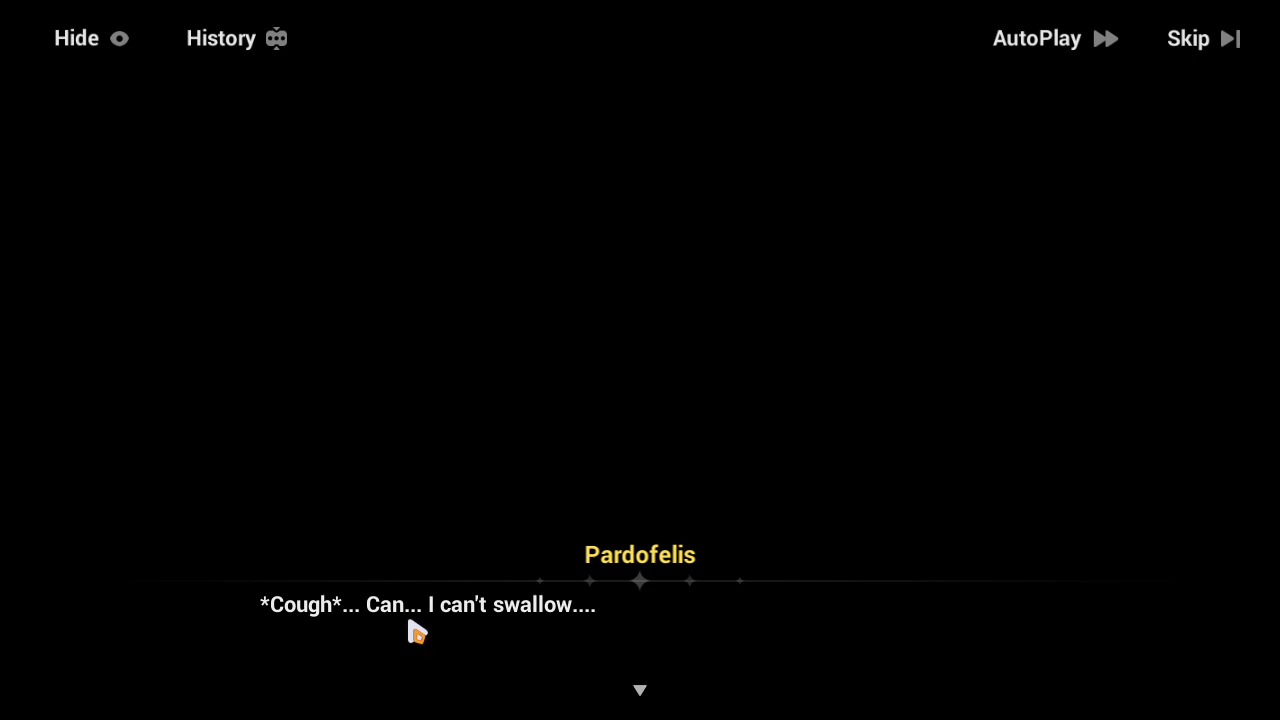 Hide
History
AutoPlay
Skip
Pardofelis
*Cough*... Can... I can't swallow....